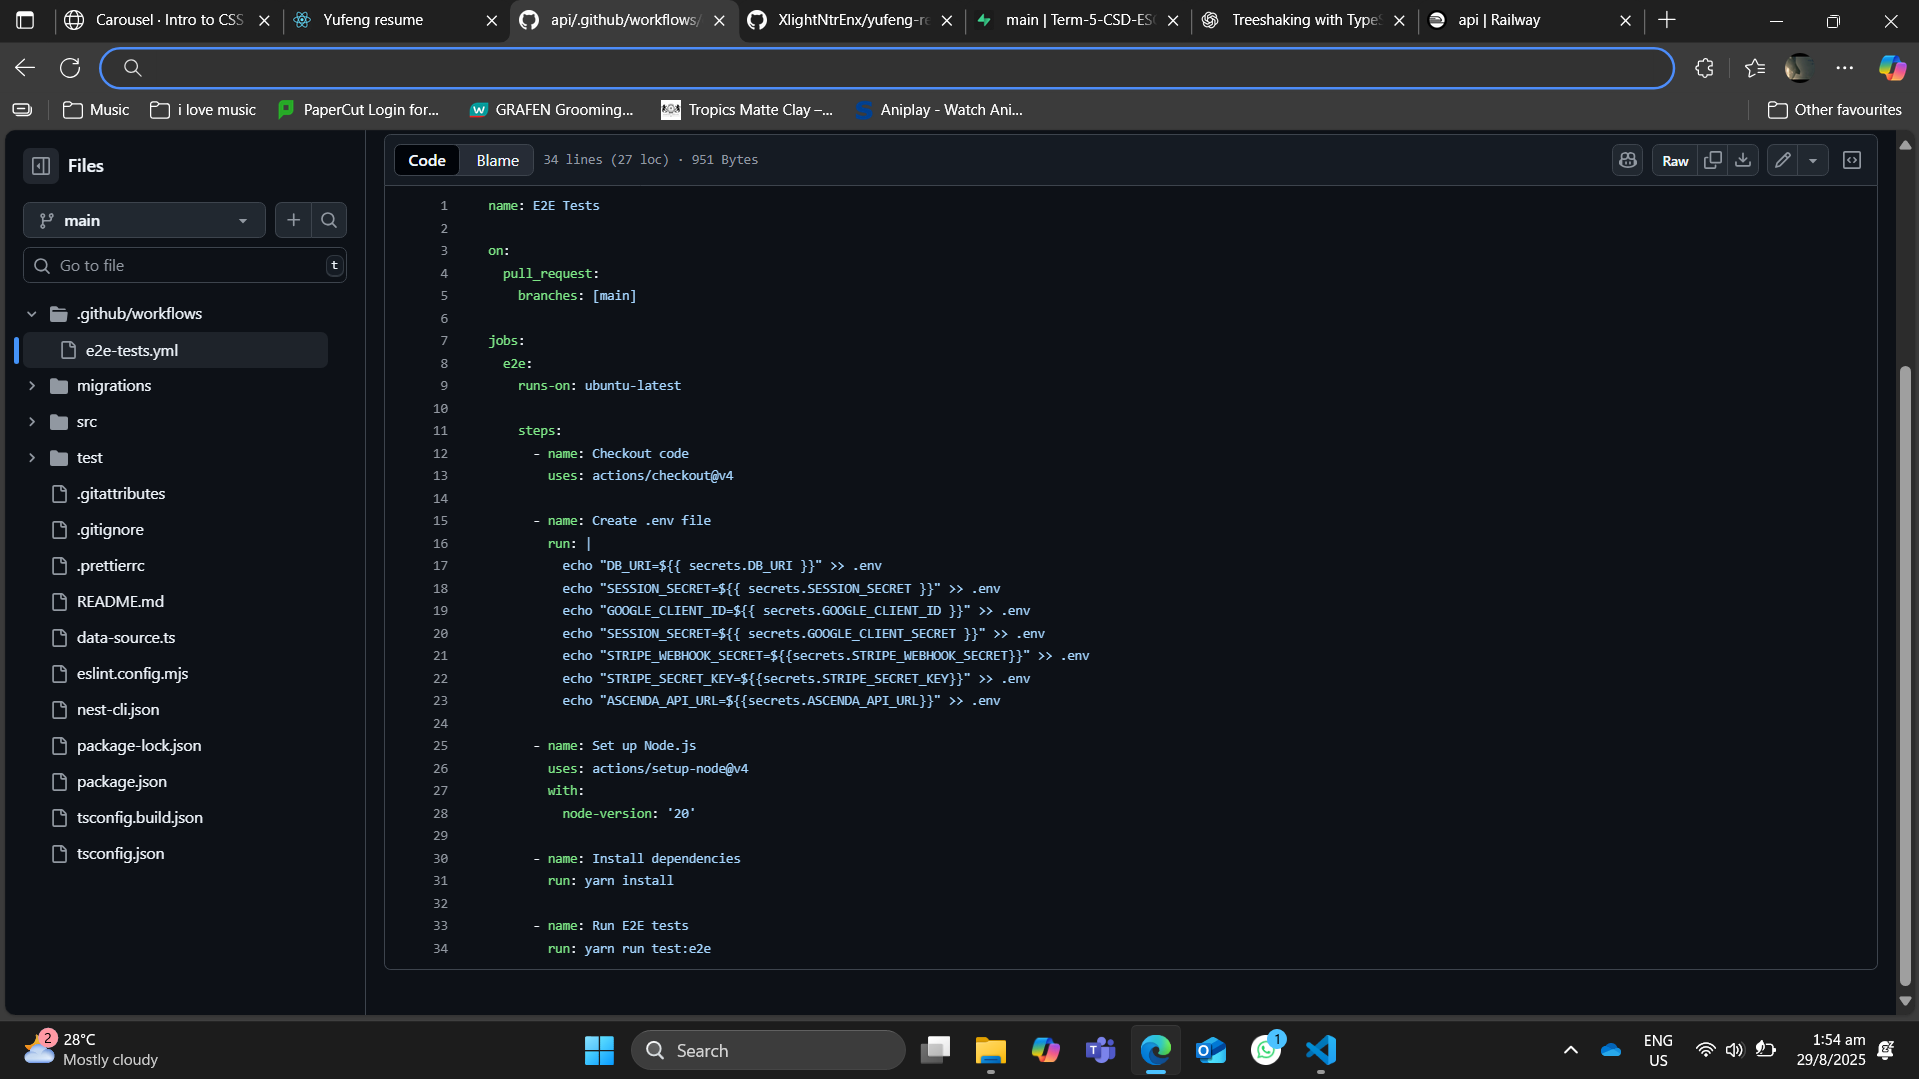 Carousel · Intro to CSS
Yufeng resume
api/.github/workflows/
XlightNtrEnx/yufeng-re
main | Term-5-CSD-ESC
Treeshaking with TypeS
api | Railway
Music
i love music
PaperCut Login for...
GRAFEN Grooming...
Tropics Matte Clay –...
Aniplay - Watch Ani...
Other favourites
Files
main
Go to file
t
.github/workflows
e2e-tests.yml
migrations
src
test
.gitattributes
.gitignore
.prettierrc
README.md
data-source.ts
eslint.config.mjs
nest-cli.json
package-lock.json
package.json
tsconfig.build.json
tsconfig.json
Code
Blame
34 lines (27 loc) · 951 Bytes
Raw
1 name: E2E Tests
2
3 on:
4 pull_request:
5 branches: [main]
6
7 jobs:
8 e2e:
9 runs-on: ubuntu-latest
10
11 steps:
12 - name: Checkout code
13 uses: actions/checkout@v4
14
15 - name: Create .env file
16 run: |
17 echo "DB_URI=${{ secrets.DB_URI }}" >> .env
18 echo "SESSION_SECRET=${{ secrets.SESSION_SECRET }}" >> .env
19 echo "GOOGLE_CLIENT_ID=${{ secrets.GOOGLE_CLIENT_ID }}" >> .env
20 echo "SESSION_SECRET=${{ secrets.GOOGLE_CLIENT_SECRET }}" >> .env
21 echo "STRIPE_WEBHOOK_SECRET=${{secrets.STRIPE_WEBHOOK_SECRET}}" >> .env
22 echo "STRIPE_SECRET_KEY=${{secrets.STRIPE_SECRET_KEY}}" >> .env
23 echo "ASCENDA_API_URL=${{secrets.ASCENDA_API_URL}}" >> .env
24
25 - name: Set up Node.js
26 uses: actions/setup-node@v4
27 with:
28 node-version: '20'
29
30 - name: Install dependencies
31 run: yarn install
32
33 - name: Run E2E tests
34 run: yarn run test:e2e
2
28°C
Mostly cloudy
Search
1
ENG
US
1:54 am
29/8/2025